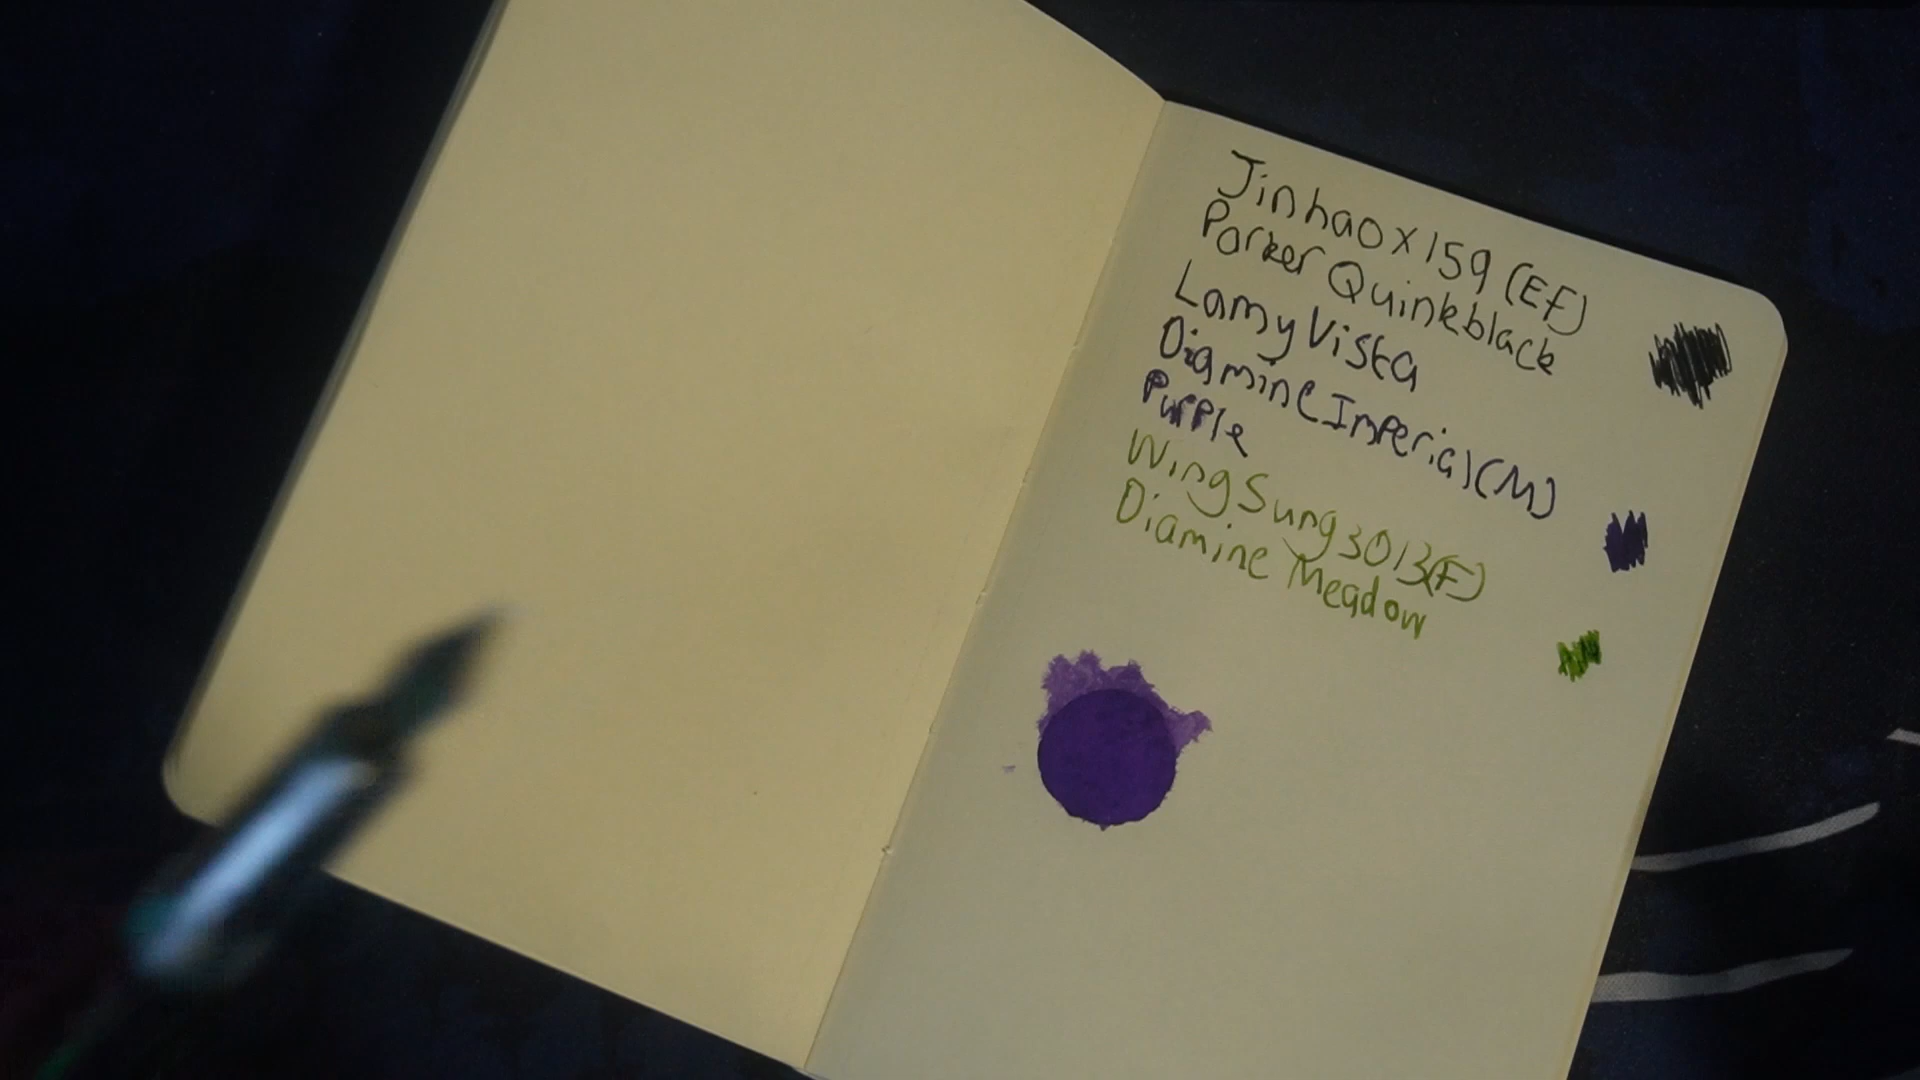 Jinhao X159 (EF)
Parker Quink black
Lamy Vista
Diamine Imperial (M)
Purple
Wing Sung 3013 (F)
Diamine Meadow